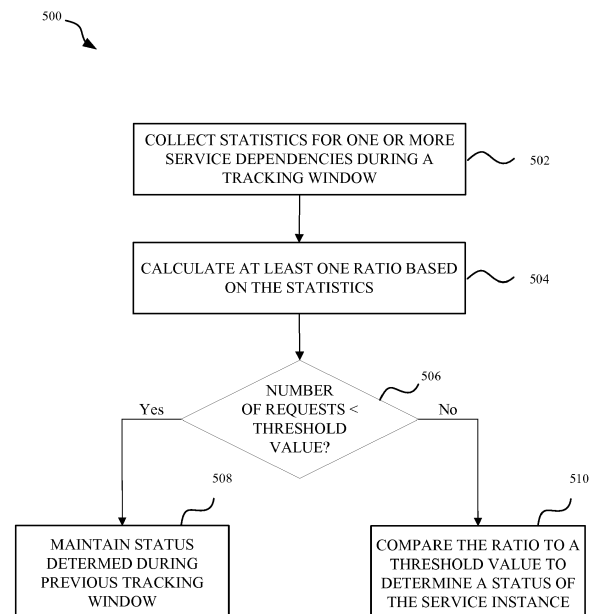 500
COLLECT STATISTICS FOR ONE OR MORE
SERVICE DEPENDENCIES DURING A
TRACKING WINDOW
502
CALCULATE AT LEAST ONE RATIO BASED
ON THE STATISTICS
504
506
NUMBER
OF REQUESTS <
THRESHOLD
VALUE?
Yes
No
508
510
MAINTAIN STATUS
DETERMED DURING
PREVIOUS TRACKING
WINDOW
COMPARE THE RATIO TO A
THRESHOLD VALUE TO
DETERMINE A STATUS OF
THE SERVICE INSTANCE